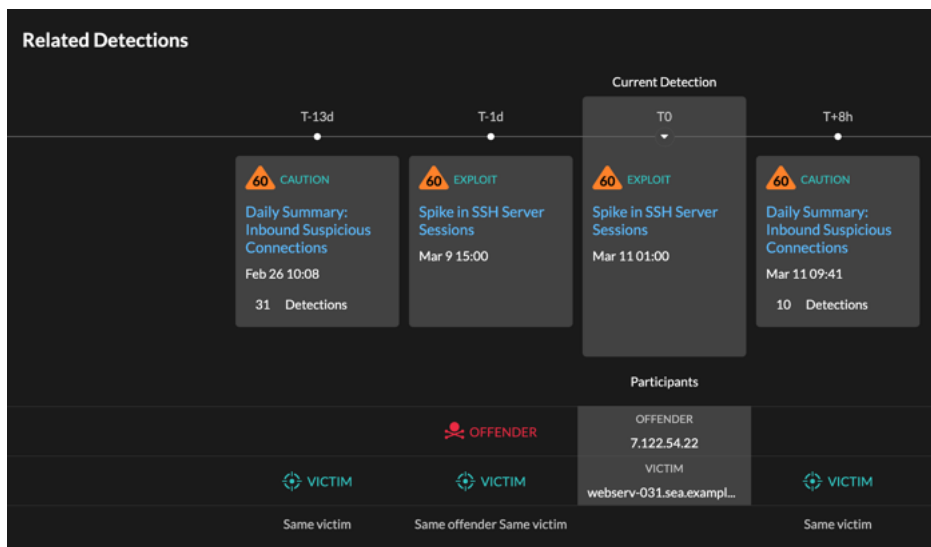 Related Detections
Current Detection
T-13d
T-1d
T0
T+8h
60 CAUTION
Daily Summary:
Inbound Suspicious
Connections
Feb 26 10:08
31 Detections
60 EXPLOIT
Spike in SSH Server
Sessions
Mar 9 15:00
60 EXPLOIT
Spike in SSH Server
Sessions
Mar 11 01:00
60 CAUTION
Daily Summary:
Inbound Suspicious
Connections
Mar 11 09:41
10 Detections
Participants
OFFENDER
OFFENDER
7.122.54.22
VICTIM
VICTIM
VICTIM
webserv-031.sea.exampl...
VICTIM
Same victim
Same offender Same victim
Same victim